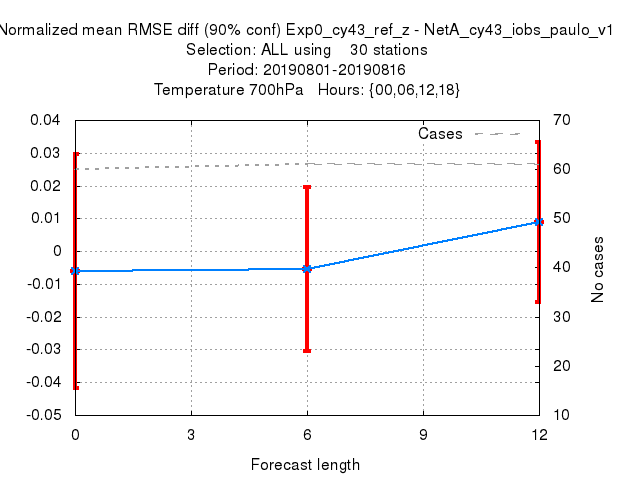 Normalized mean RMSE diff (90% conf) Exp0_cy43_ref_z - NetA_cy43_iobs_paulo_v1
Selection: ALL using 30 stations
Period: 20190801-20190816
Temperature 700hPa Hours: {00,06,12,18}
Cases
0.04
0.03
0.02
0.01
0
-0.01
-0.02
-0.03
-0.04
-0.05
70
60
50
40
30
20
10
No cases
0 3 6 9 12
Forecast length